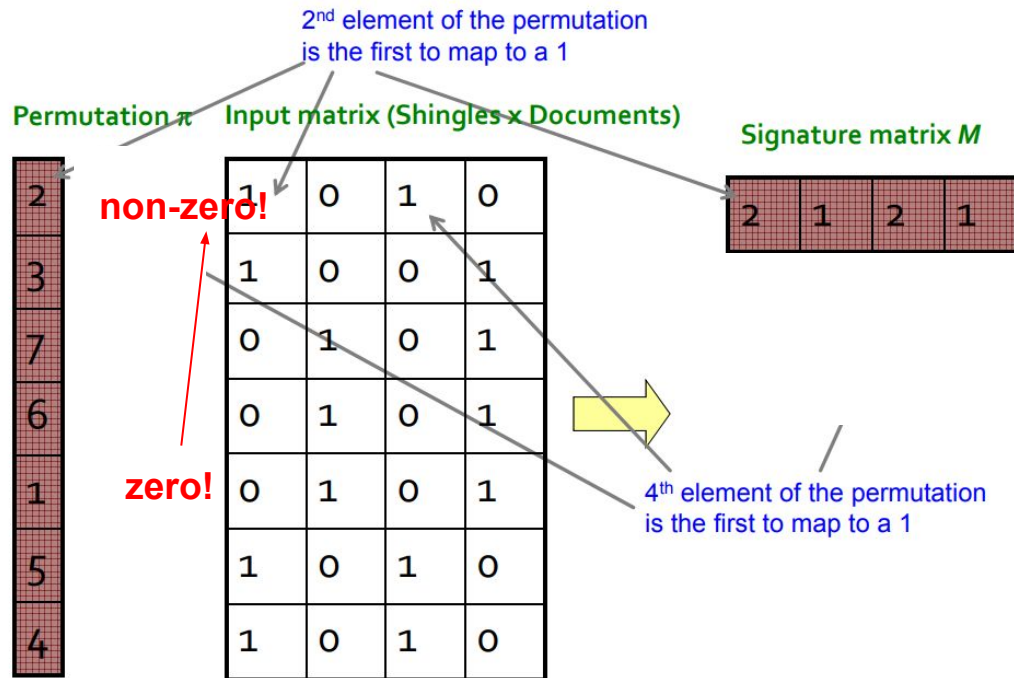 2nd element of the permutation
is the first to map to a 1
Permutation π
Input matrix (Shingles x Documents)
Signature matrix M
2
3
7
6
1
5
4
non-zero!
zero!
1 0 1 0
1 0 0 1
0 1 0 1
0 1 0 1
0 1 0 1
1 0 1 0
1 0 1 0
2 1 2 1
4th element of the permutation
is the first to map to a 1